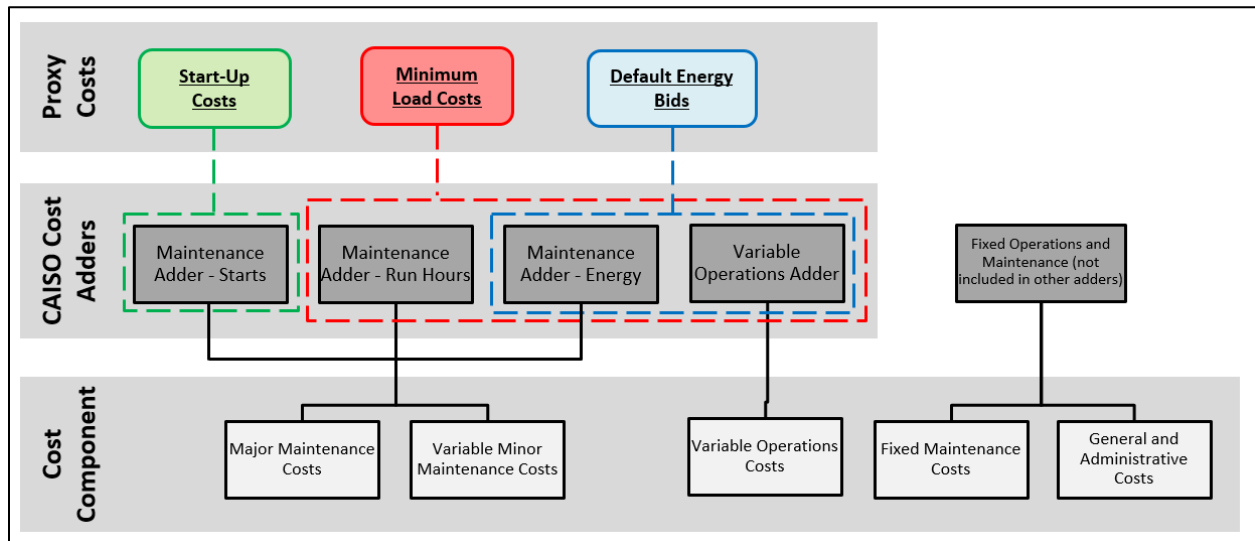 Proxy
Costs
Start-Up
Costs
Minimum
Load Costs
Default Energy
Bids
CAISO Cost
Adders
Maintenance
Adder - Starts
Maintenance
Adder - Run Hours
Maintenance
Adder - Energy
Variable
Operations Adder
Fixed Operations and
Maintenance (not
included in other adders)
Cost
Component
Major Maintenance
Costs
Variable Minor
Maintenance Costs
Variable Operations
Costs
Fixed Maintenance
Costs
General and
Administrative
Costs